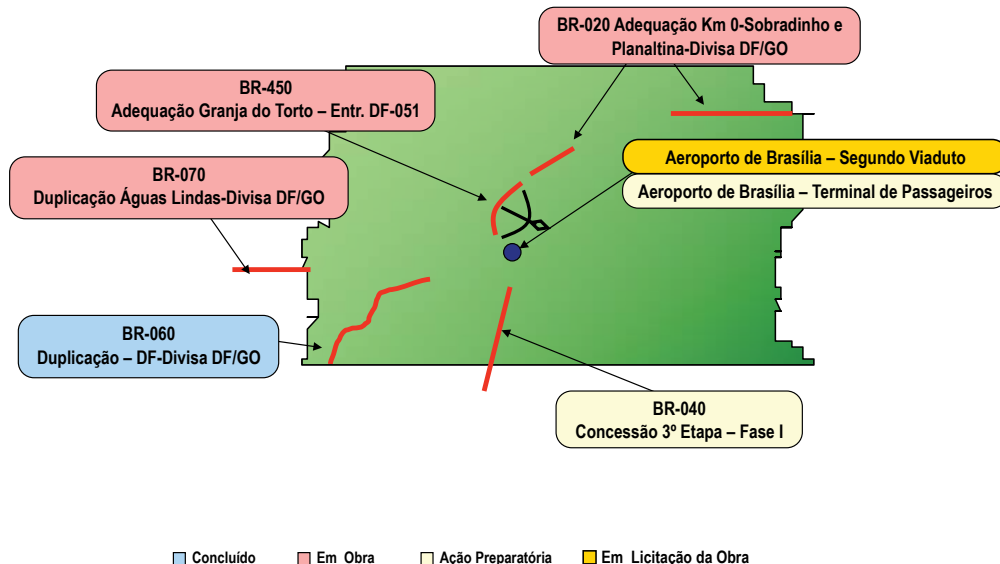 BR-020 Adequação Km 0-Sobradinho e
Planaltina-Divisa DF/GO
BR-450
Adequação Granja do Torto – Entr. DF-051
Aeroporto de Brasília – Segundo Viaduto
BR-070
Duplicação Águas Lindas-Divisa DF/GO
Aeroporto de Brasília – Terminal de Passageiros
BR-060
Duplicação – DF-Divisa DF/GO
BR-040
Concessão 3º Etapa – Fase I
Concluído
Em Obra
Ação Preparatória
Em Licitação da Obra